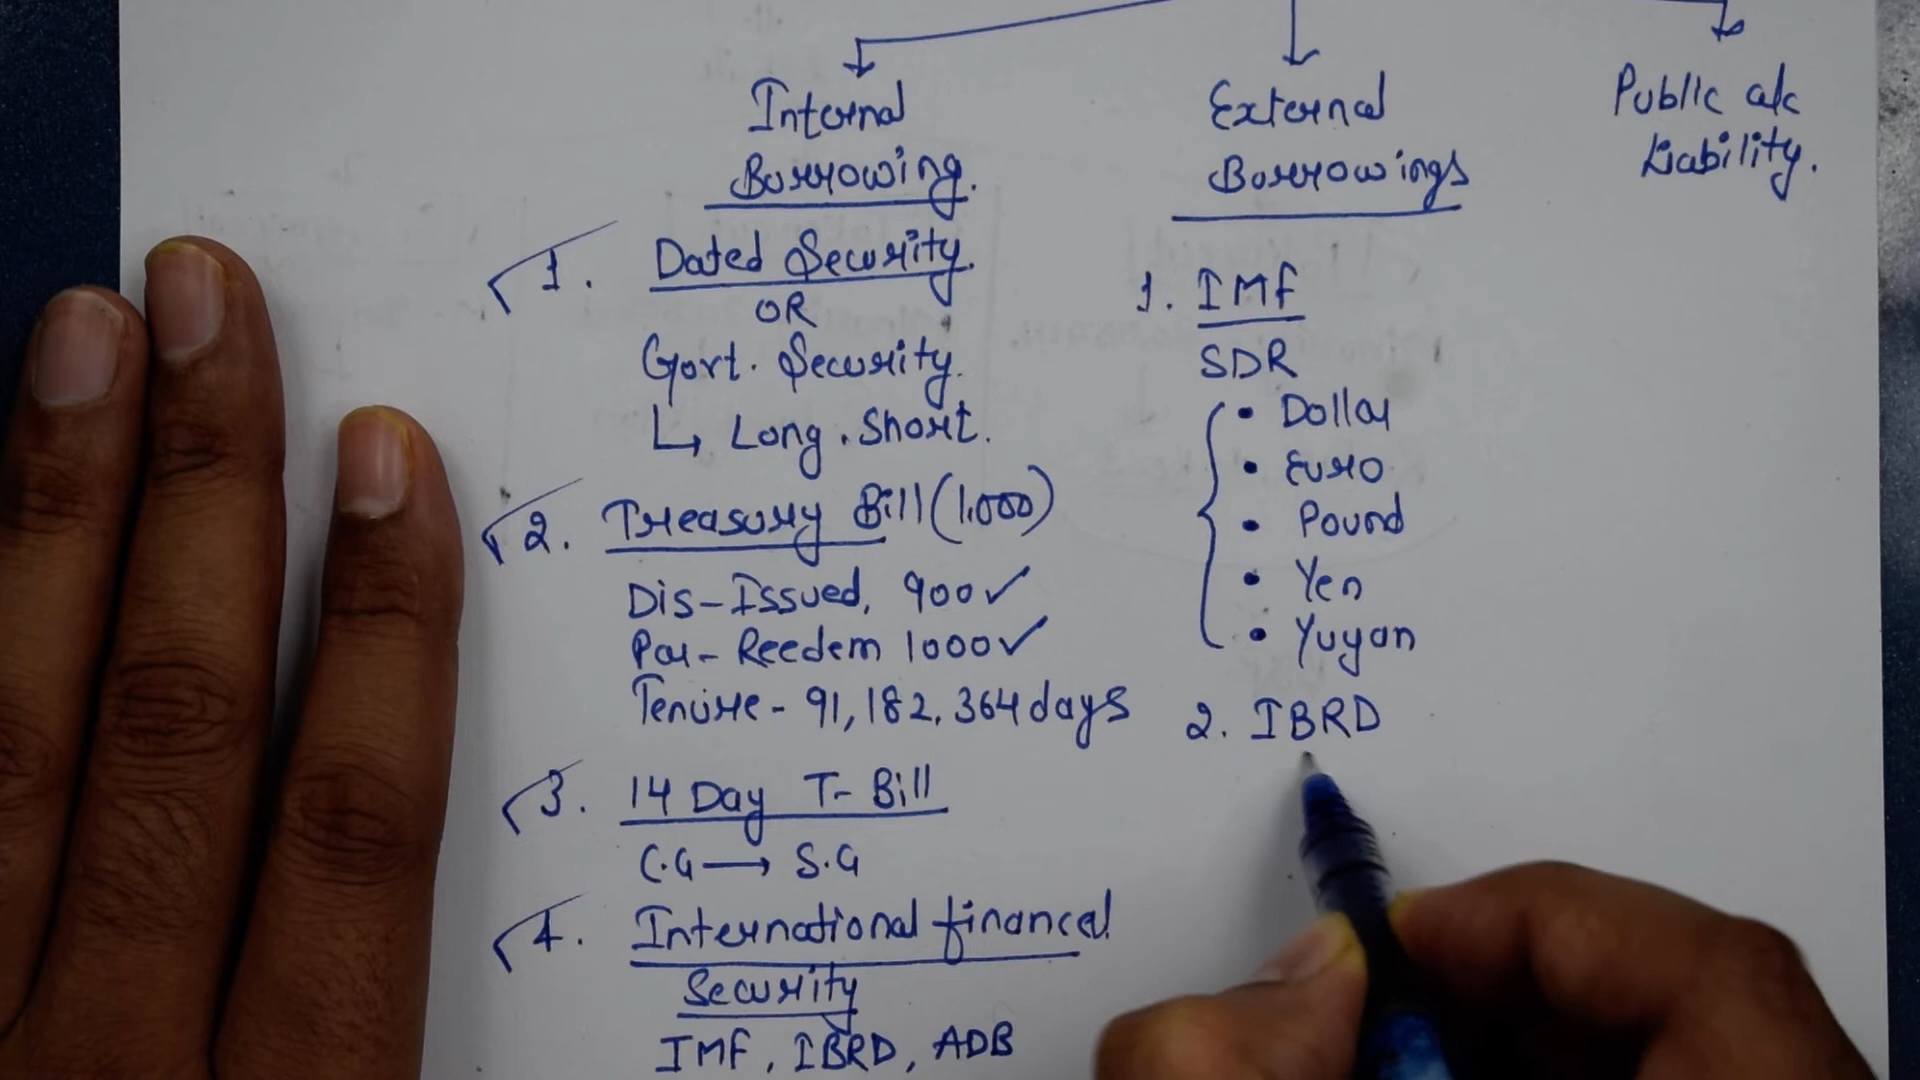 Internal
Borrowing.
1. Dated Security.
OR
Govt. Security.
↳ Long. Short.
2. Treasury Bill (1,000)
Dis-Issued, 900✓
Par- Reedem 1000✓
Tenure - 91, 182, 364 days
3. 14 Day T- Bill
C.G → S.G
4. International financal
Security
IMF, IBRD, ADB
External
Borrowings
1. IMF
SDR
• Dollar
• Euro
• Pound
• Yen
• Yuyan
2. IBRD
Public a/c
Liability.